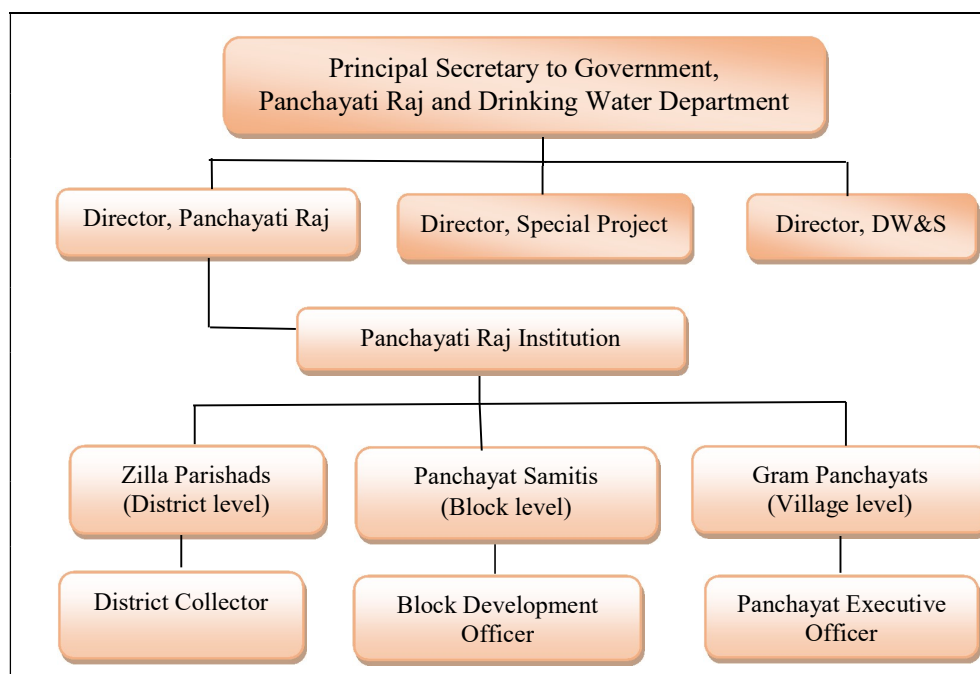 Principal Secretary to Government,
Panchayati Raj and Drinking Water Department
Director, Panchayati Raj
Director, Special Project
Director, DW&S
Panchayati Raj Institution
Zilla Parishads
(District level)
Panchayat Samitis
(Block level)
Gram Panchayats
(Village level)
District Collector
Block Development
Officer
Panchayat Executive
Officer